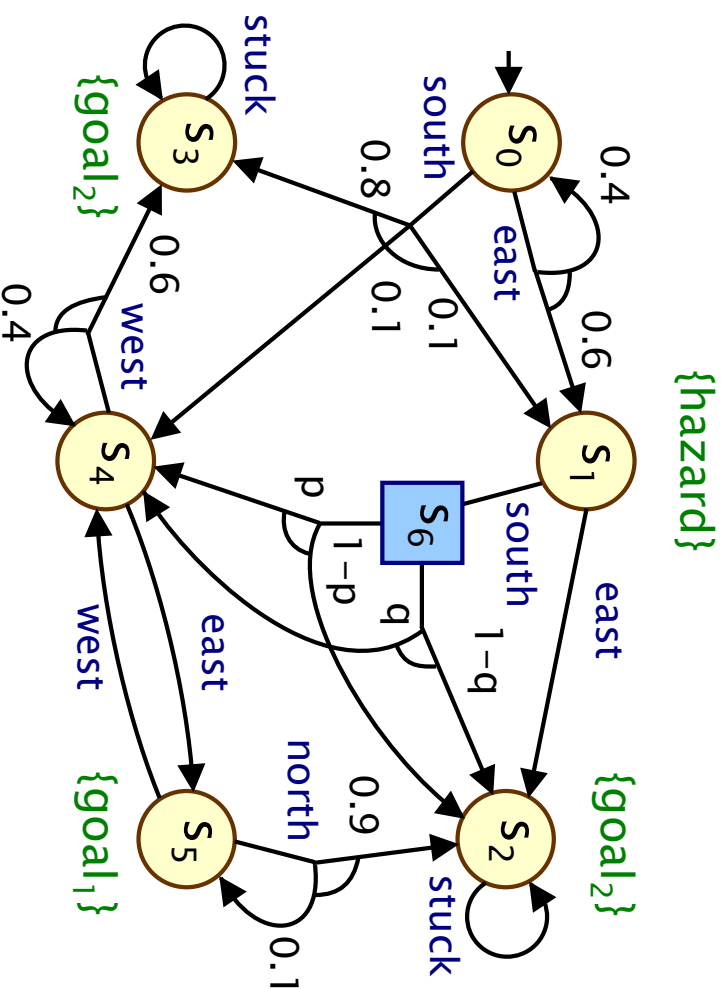 {hazard}
0.4
0.6
east
{goal₂}
s₀
east
s₁
south
1–q
s₂
south
0.1
s₆
stuck
0.8
0.1
q
0.9
p
1–p
north
0.1
stuck
east
s₃
0.6
s₅
west
s₄
{goal₂}
west
{goal₁}
0.4